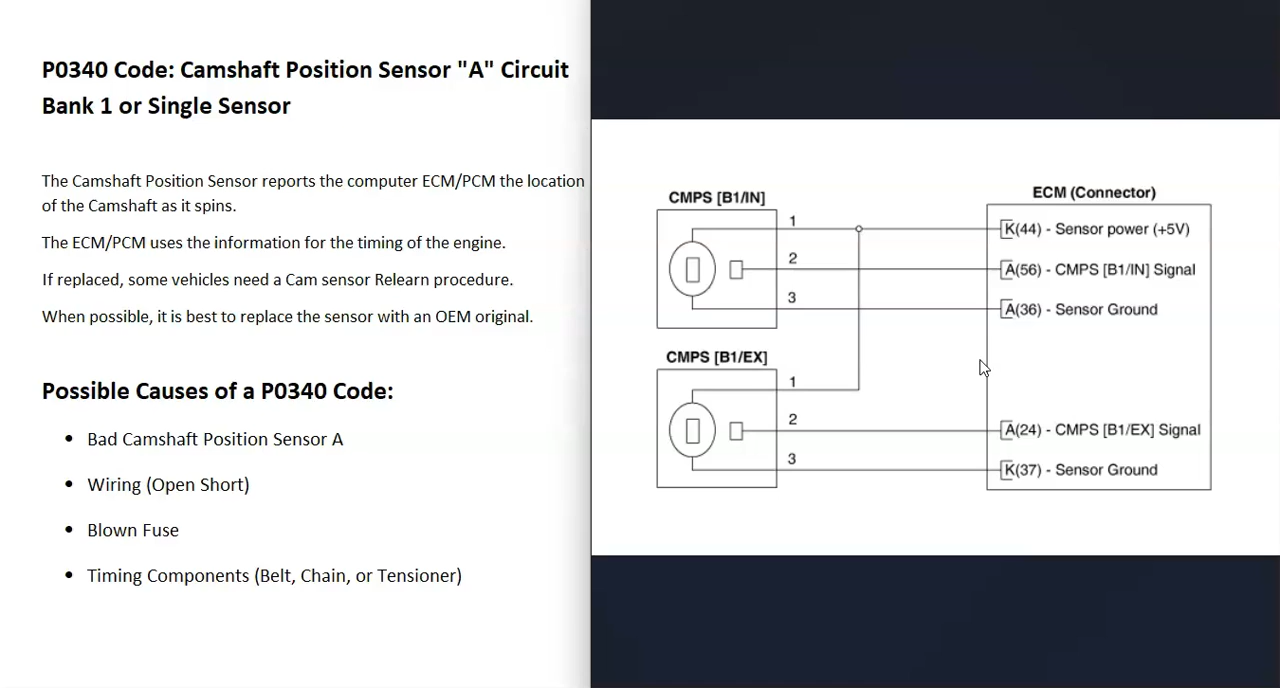 P0340 Code: Camshaft Position Sensor "A" Circuit
Bank 1 or Single Sensor
The Camshaft Position Sensor reports the computer ECM/PCM the location
of the Camshaft as it spins.
The ECM/PCM uses the information for the timing of the engine.
If replaced, some vehicles need a Cam sensor Relearn procedure.
When possible, it is best to replace the sensor with an OEM original.
Possible Causes of a P0340 Code:
• Bad Camshaft Position Sensor A
• Wiring (Open Short)
• Blown Fuse
• Timing Components (Belt, Chain, or Tensioner)
CMPS [B1/IN]
1
2
3
CMPS [B1/EX]
1
2
3
ECM (Connector)
K(44) - Sensor power (+5V)
A(56) - CMPS [B1/IN] Signal
A(36) - Sensor Ground
A(24) - CMPS [B1/EX] Signal
K(37) - Sensor Ground